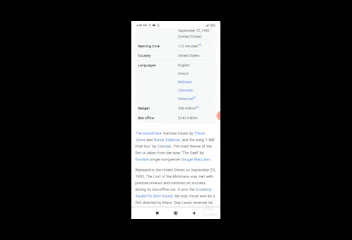 September 25, 1992
(United States)
Running time 112 minutes[1]
Country United States
Languages English
French
Mohawk
Cherokee
Delaware[2]
Budget $40 million[3]
Box office $143 million
The soundtrack features music by Trevor
Jones and Randy Edelman, and the song "I Will
Find You" by Clannad. The main theme of the
film is taken from the tune "The Gael" by
Scottish singer-songwriter Dougie MacLean.
Released in the United States on September 25,
1992, The Last of the Mohicans was met with
positive reviews and commercial success
during its box-office run. It won the Academy
Award for Best Sound, the only Oscar won by a
film directed by Mann. Day-Lewis received his